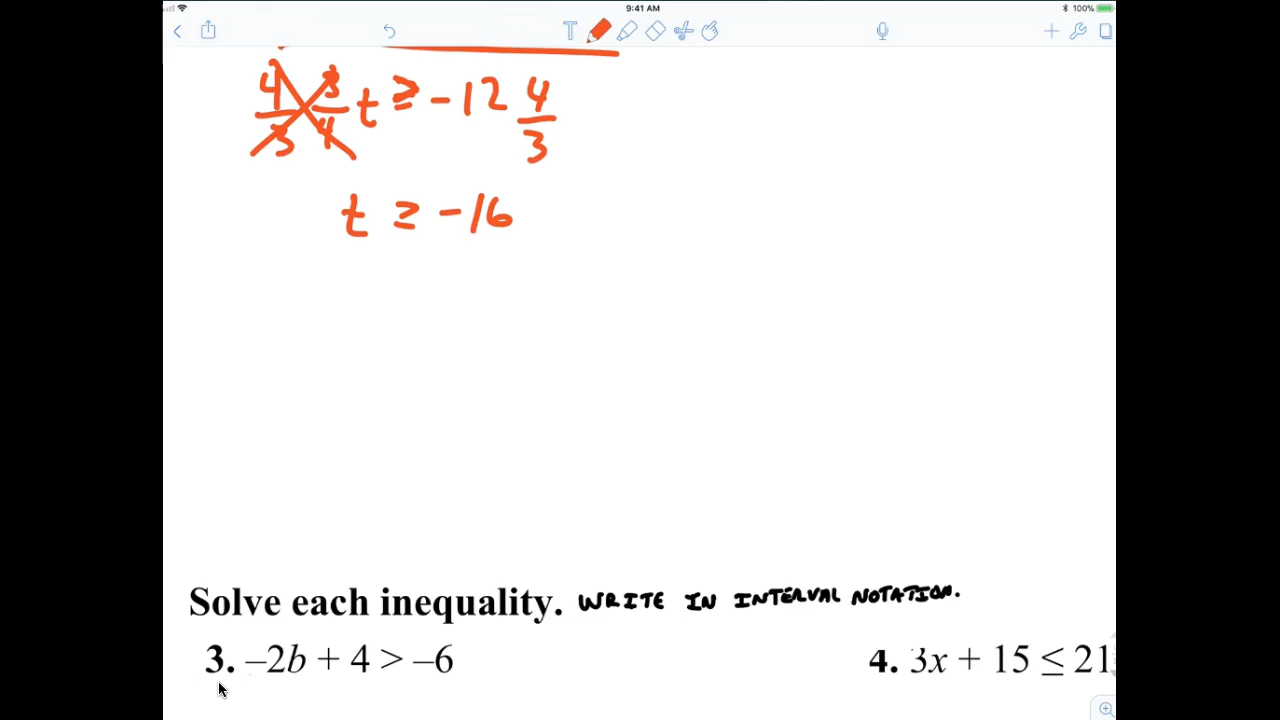 9:41 AM
100%
4/3 3/4 t ≥ -12 4/3
t ≥ -16
Solve each inequality. WRITE IN INTERVAL NOTATION.
3. –2b + 4 > –6
4. 3x + 15 ≤ 21